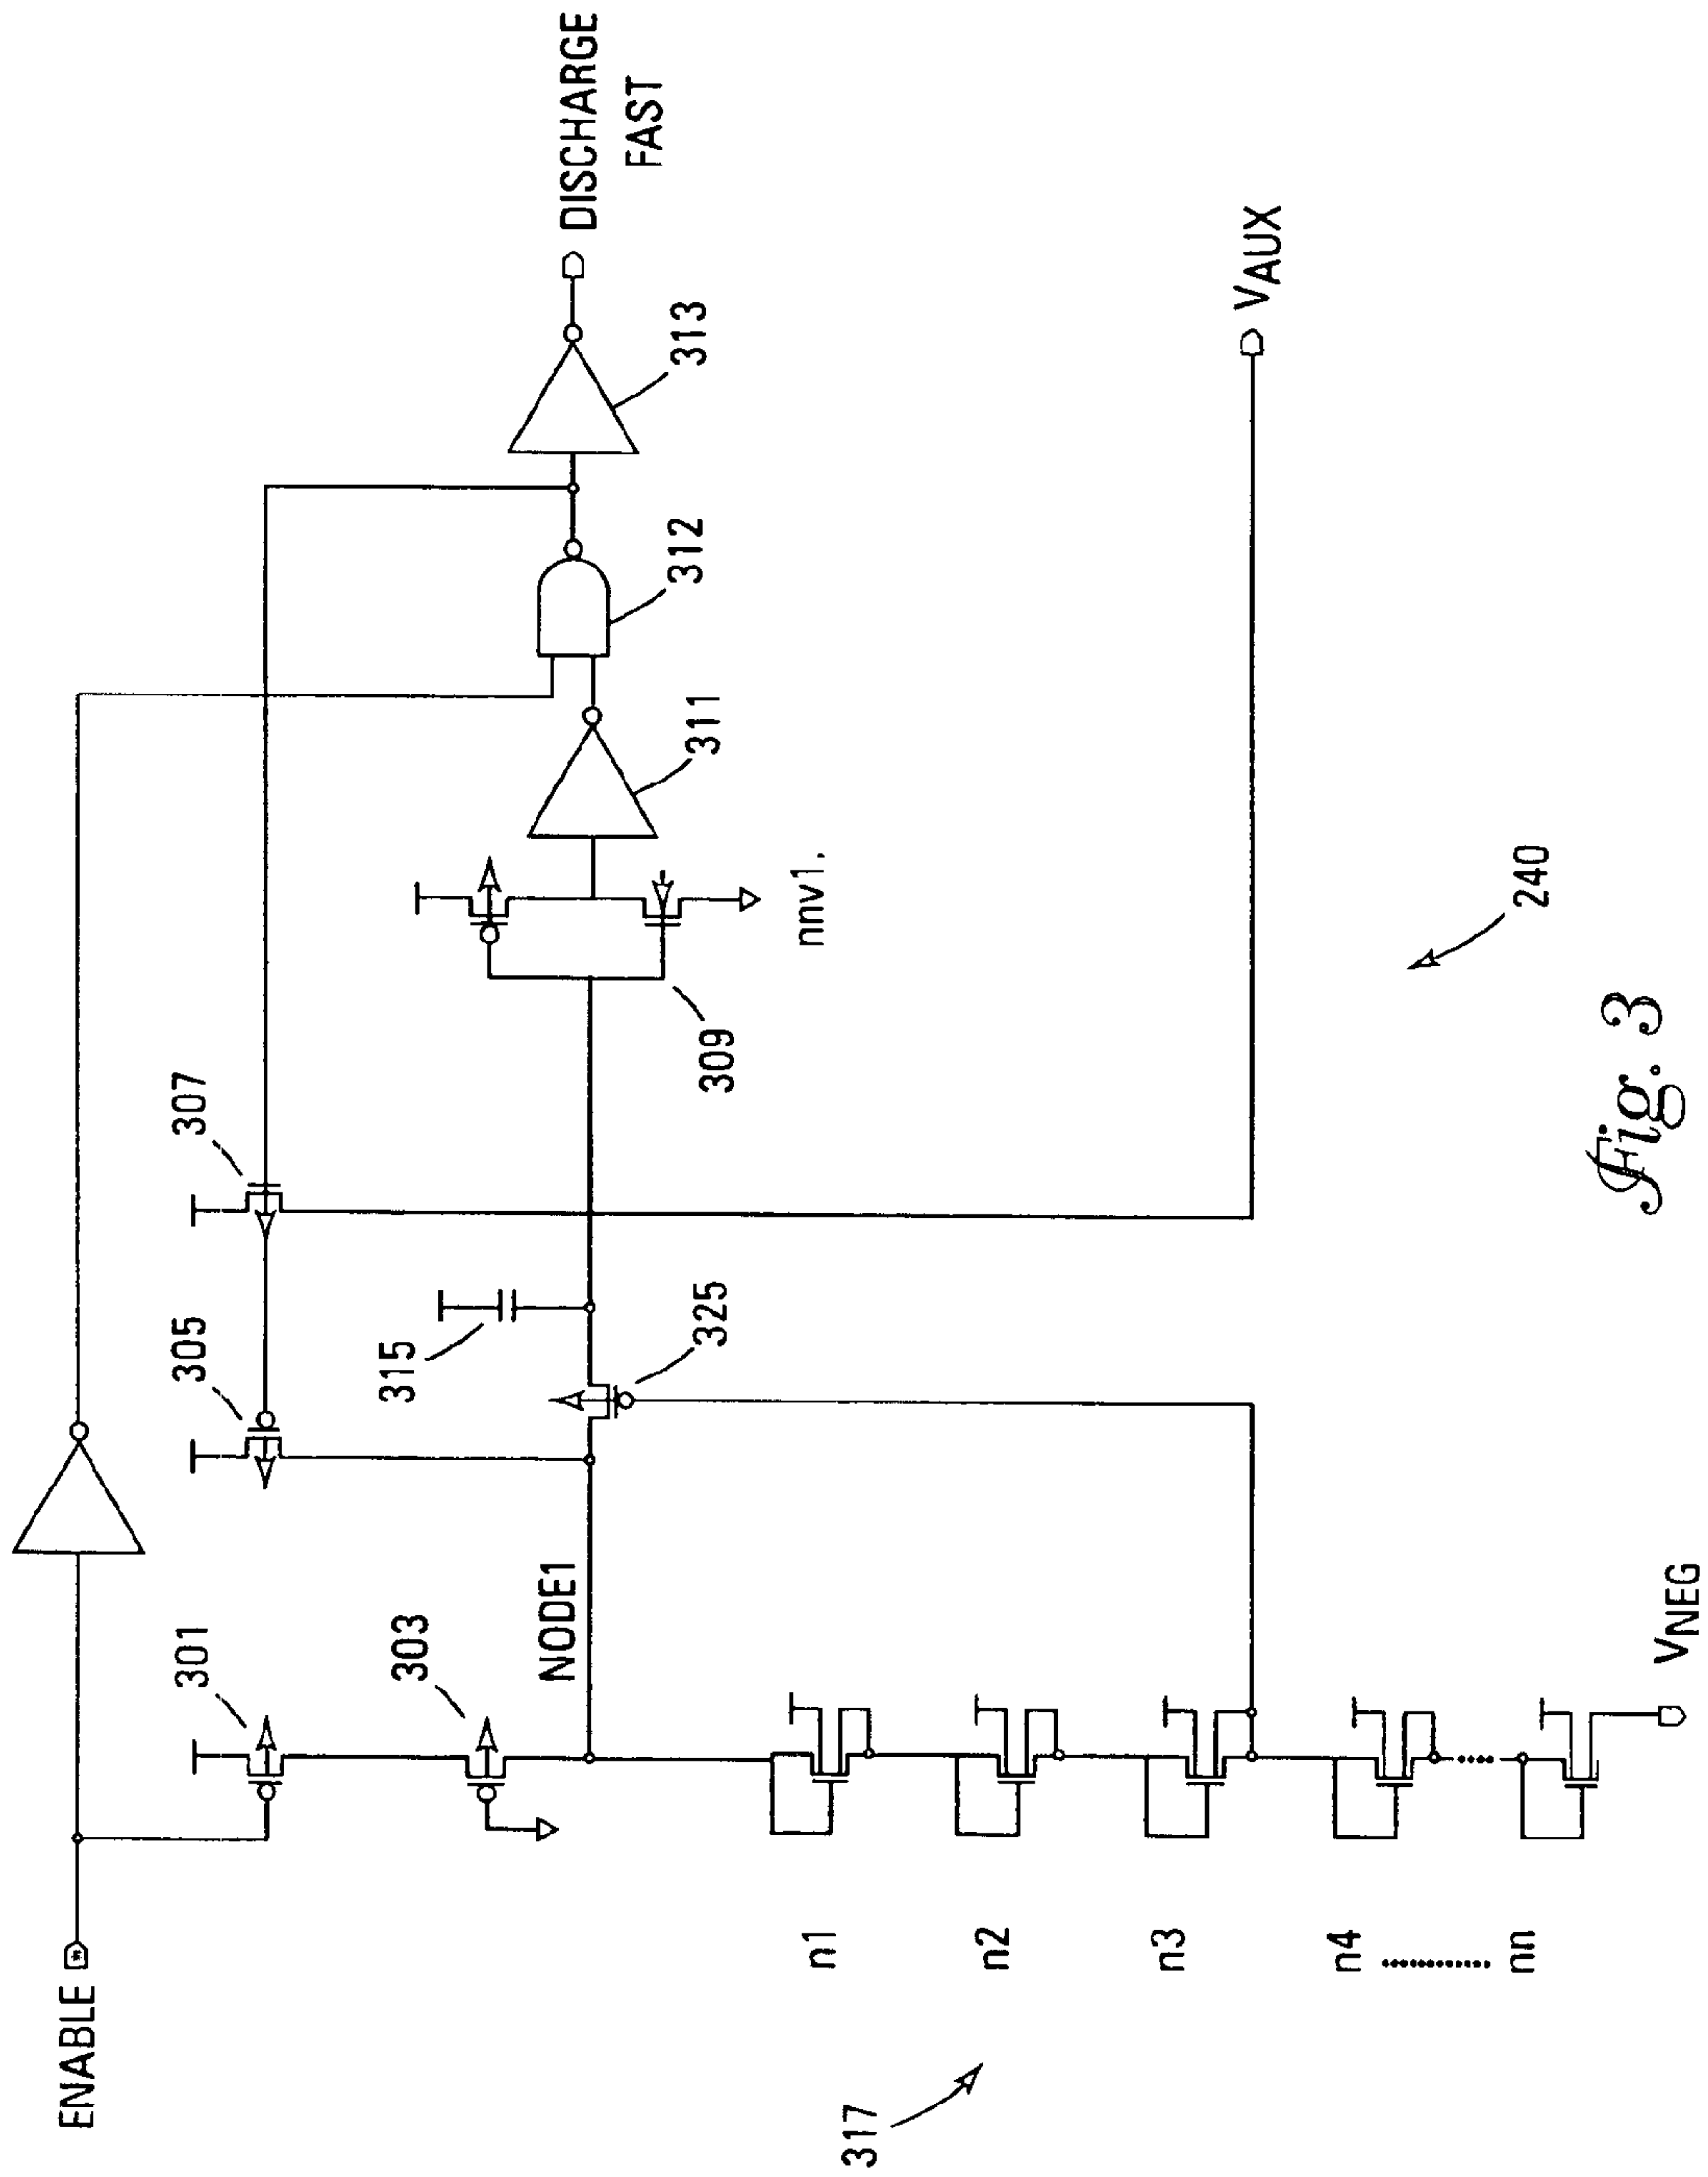 ENABLE
301
303
305
307
NODE1
315
325
309
nnv1.
311
312
313
DISCHARGE
FAST
VAUX
317
n1
n2
n3
n4 ............ nn
VNEG
240
Fig. 3